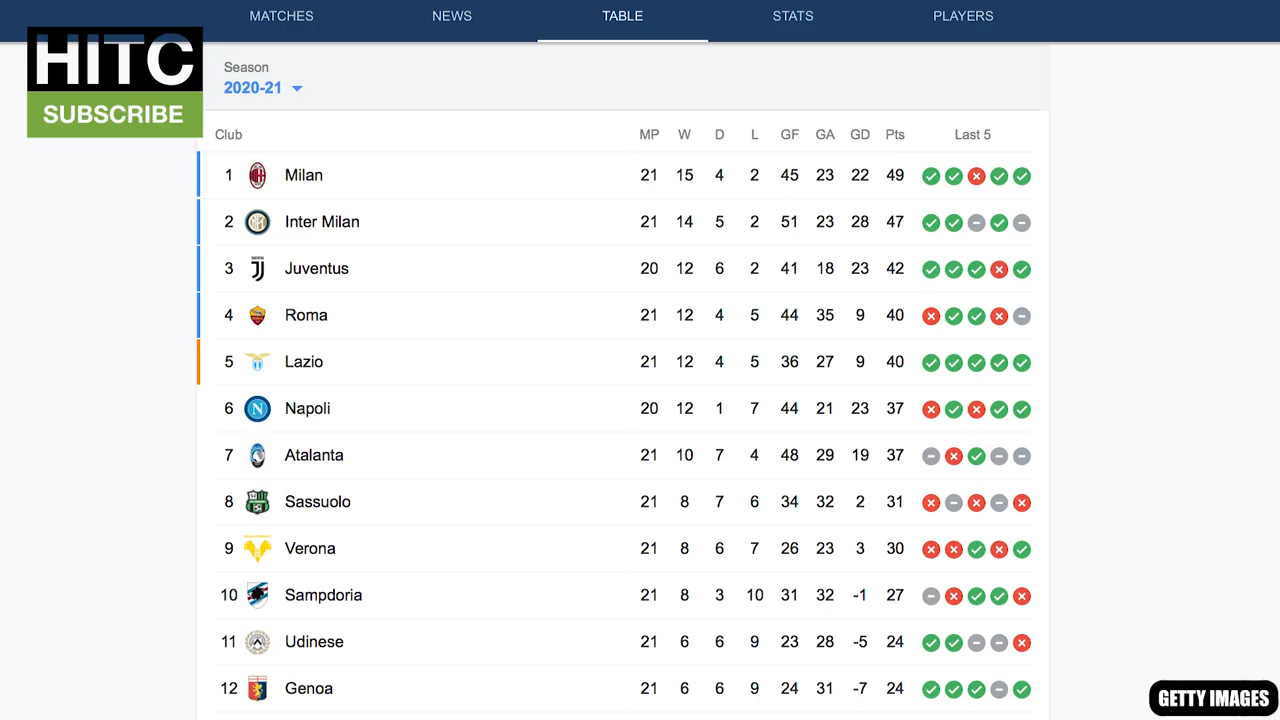 MATCHES NEWS TABLE STATS PLAYERS
HITC
SUBSCRIBE
Season
2020-21
Club MP W D L GF GA GD Pts Last 5
1 Milan 21 15 4 2 45 23 22 49
2 Inter Milan 21 14 5 2 51 23 28 47
3 Juventus 20 12 6 2 41 18 23 42
4 Roma 21 12 4 5 44 35 9 40
5 Lazio 21 12 4 5 36 27 9 40
6 N Napoli 20 12 1 7 44 21 23 37
7 Atalanta 21 10 7 4 48 29 19 37
8 Sassuolo 21 8 7 6 34 32 2 31
9 Verona 21 8 6 7 26 23 3 30
10 Sampdoria 21 8 3 10 31 32 -1 27
11 Udinese 21 6 6 9 23 28 -5 24
12 Genoa 21 6 6 9 24 31 -7 24
GETTY IMAGES